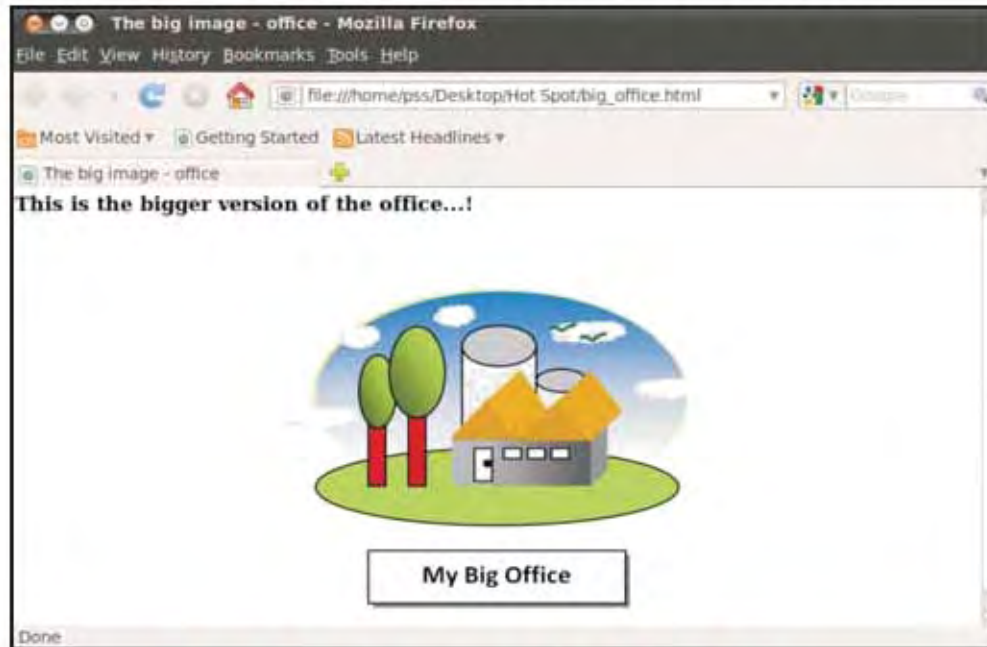 The big image - office - Mozilla Firefox
File Edit View History Bookmarks Tools Help
file:///home/pss/Desktop/Hot Spot/big_office.html Google
Most Visited Getting Started Latest Headlines
The big image - office
This is the bigger version of the office...!
My Big Office
Done